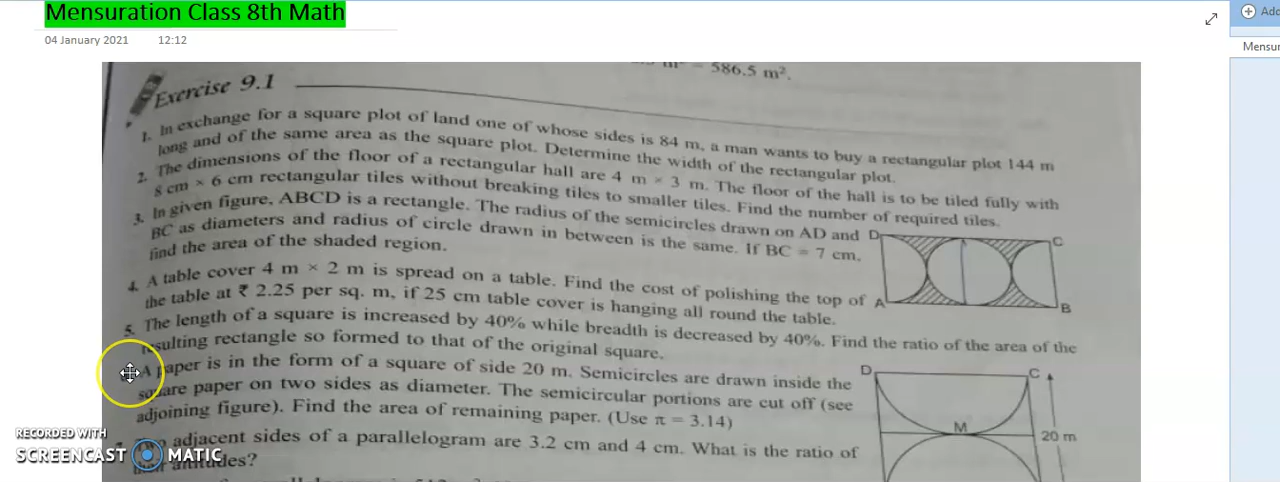 Mensuration Class 8th Math
04 January 2021 12:12
Add
Mensur
586.5 m².
Exercise 9.1
1. In exchange for a square plot of land one of whose sides is 84 m, a man wants to buy a rectangular plot 144 m
long and of the same area as the square plot. Determine the width of the rectangular plot.
2. The dimensions of the floor of a rectangular hall are 4 m × 3 m. The floor of the hall is to be tiled fully with
8 cm × 6 cm rectangular tiles without breaking tiles to smaller tiles. Find the number of required tiles.
3. In given figure, ABCD is a rectangle. The radius of the semicircles drawn on AD and
BC as diameters and radius of circle drawn in between is the same. If BC = 7 cm,
find the area of the shaded region.
D C
A B
4. A table cover 4 m × 2 m is spread on a table. Find the cost of polishing the top of
the table at ₹ 2.25 per sq. m, if 25 cm table cover is hanging all round the table.
5. The length of a square is increased by 40% while breadth is decreased by 40%. Find the ratio of the area of the
resulting rectangle so formed to that of the original square.
A paper is in the form of a square of side 20 m. Semicircles are drawn inside the
square paper on two sides as diameter. The semicircular portions are cut off (see
adjoining figure). Find the area of remaining paper. (Use π = 3.14)
D C
M
20 m
Two adjacent sides of a parallelogram are 3.2 cm and 4 cm. What is the ratio of
their altitudes?
RECORDED WITH
SCREENCAST MATIC